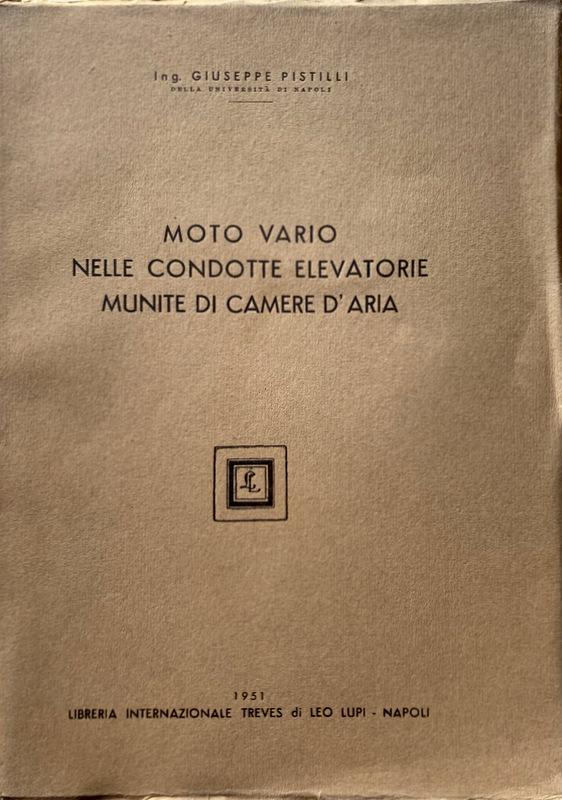 Ing. GIUSEPPE PISTILLI
DELLA UNIVERSITÀ DI NAPOLI
MOTO VARIO
NELLE CONDOTTE ELEVATORIE
MUNITE DI CAMERE D'ARIA
LL
1951
LIBRERIA INTERNAZIONALE TREVES di LEO LUPI - NAPOLI